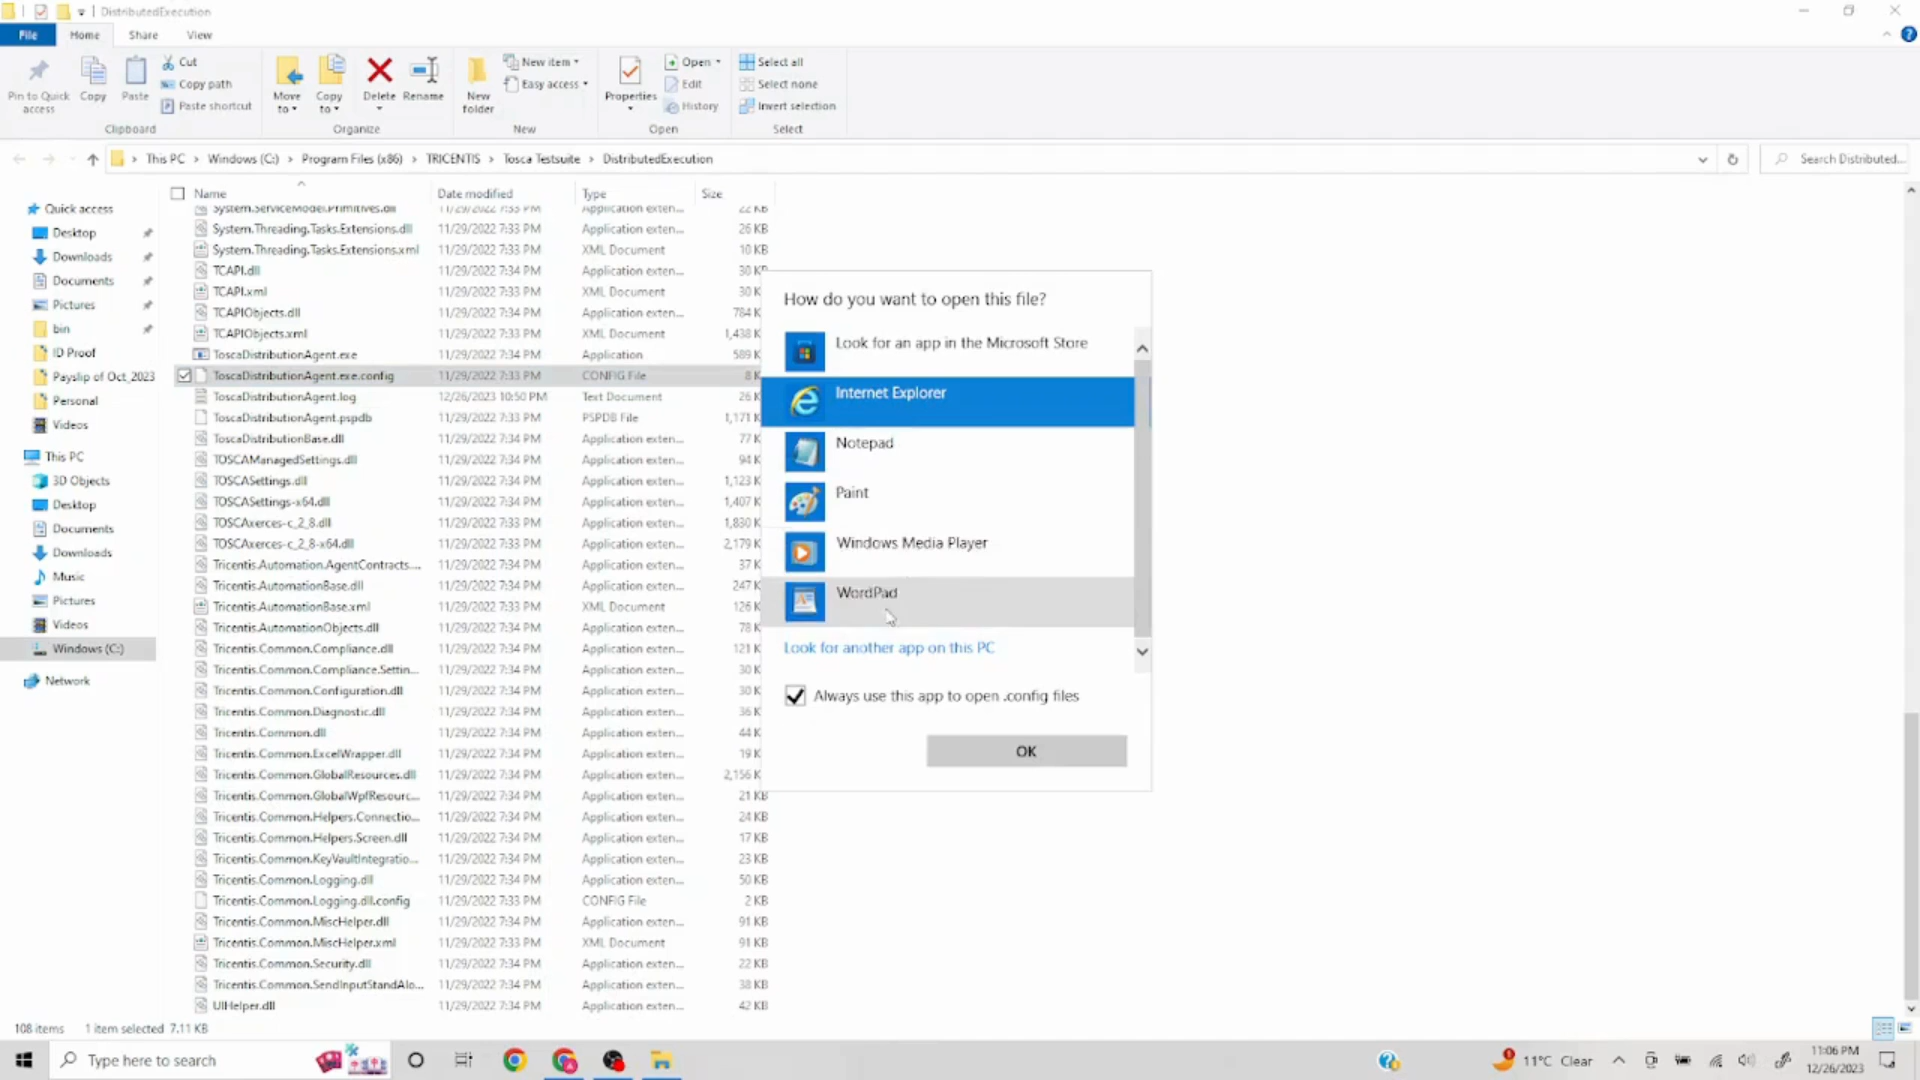 DistributedExecution
File Home Share View
Pin to Quick access
Copy
Paste
Cut
Copy path
Paste shortcut
Clipboard
Move to
Copy to
Delete
Rename
Organize
New folder
New item
Easy access
New
Properties
Open
Edit
History
Open
Select all
Select none
Invert selection
Select
This PC > Windows (C:) > Program Files (x86) > TRICENTIS > Tosca Testsuite > DistributedExecution
Search Distributed...
Quick access
Desktop
Downloads
Documents
Pictures
bin
ID Proof
Payslip of Oct_2023
Personal
Videos
This PC
3D Objects
Desktop
Documents
Downloads
Music
Pictures
Videos
Windows (C:)
Network
Name Date modified Type Size
System.ServiceModel.Primitives.dll 11/29/2022 7:33 PM Application exten... 22 KB
System.Threading.Tasks.Extensions.dll 11/29/2022 7:33 PM Application exten... 26 KB
System.Threading.Tasks.Extensions.xml 11/29/2022 7:33 PM XML Document 10 KB
TCAPI.dll 11/29/2022 7:34 PM Application exten... 30 KB
TCAPI.xml 11/29/2022 7:33 PM XML Document 30 K
TCAPIObjects.dll 11/29/2022 7:34 PM Application exten... 784 K
TCAPIObjects.xml 11/29/2022 7:33 PM XML Document 1,438 K
ToscaDistributionAgent.exe 11/29/2022 7:34 PM Application 589 K
ToscaDistributionAgent.exe.config 11/29/2022 7:33 PM CONFIG File 8 K
ToscaDistributionAgent.log 12/26/2023 10:50 PM Text Document 26 K
ToscaDistributionAgent.pspdb 11/29/2022 7:33 PM PSPDB File 1,171 K
ToscaDistributionBase.dll 11/29/2022 7:34 PM Application exten... 77 K
TOSCAManagedSettings.dll 11/29/2022 7:34 PM Application exten... 94 K
TOSCASettings.dll 11/29/2022 7:34 PM Application exten... 1,123 K
TOSCASettings-x64.dll 11/29/2022 7:34 PM Application exten... 1,407 K
TOSCAxerces-c_2_8.dll 11/29/2022 7:33 PM Application exten... 1,830 K
TOSCAxerces-c_2_8-x64.dll 11/29/2022 7:34 PM Application exten... 2,179 K
Tricentis.Automation.AgentContracts.... 11/29/2022 7:34 PM Application exten... 37 K
Tricentis.AutomationBase.dll 11/29/2022 7:34 PM Application exten... 247 K
Tricentis.AutomationBase.xml 11/29/2022 7:34 PM XML Document 126 K
Tricentis.AutomationObjects.dll 11/29/2022 7:34 PM Application exten... 78 K
Tricentis.Common.Compliance.dll 11/29/2022 7:34 PM Application exten... 121 K
Tricentis.Common.Compliance.Settin... 11/29/2022 7:34 PM Application exten... 30 K
Tricentis.Common.Configuration.dll 11/29/2022 7:34 PM Application exten... 30 K
Tricentis.Common.Diagnostic.dll 11/29/2022 7:34 PM Application exten... 36 K
Tricentis.Common.dll 11/29/2022 7:34 PM Application exten... 44 K
Tricentis.Common.ExcelWrapper.dll 11/29/2022 7:34 PM Application exten... 19 K
Tricentis.Common.GlobalResources.dll 11/29/2022 7:34 PM Application exten... 2,156 K
Tricentis.Common.GlobalWpfResourc... 11/29/2022 7:34 PM Application exten... 21 KB
Tricentis.Common.Helpers.Connectio... 11/29/2022 7:34 PM Application exten... 24 KB
Tricentis.Common.Helpers.Screen.dll 11/29/2022 7:34 PM Application exten... 17 KB
Tricentis.Common.KeyVaultIntegratio... 11/29/2022 7:34 PM Application exten... 23 KB
Tricentis.Common.Logging.dll 11/29/2022 7:34 PM Application exten... 50 KB
Tricentis.Common.Logging.dll.config 11/29/2022 7:33 PM CONFIG File 2 KB
Tricentis.Common.MiscHelper.dll 11/29/2022 7:34 PM Application exten... 91 KB
Tricentis.Common.MiscHelper.xml 11/29/2022 7:33 PM XML Document 91 KB
Tricentis.Common.Security.dll 11/29/2022 7:34 PM Application exten... 22 KB
Tricentis.Common.SendInputStandAlo... 11/29/2022 7:34 PM Application exten... 38 KB
UIHelper.dll 11/29/2022 7:34 PM Application exten... 42 KB
How do you want to open this file?
Look for an app in the Microsoft Store
Internet Explorer
Notepad
Paint
Windows Media Player
WordPad
Look for another app on this PC
Always use this app to open .config files
OK
108 items 1 item selected 7.11 KB
Type here to search
11°C Clear
11:06 PM
12/26/2023